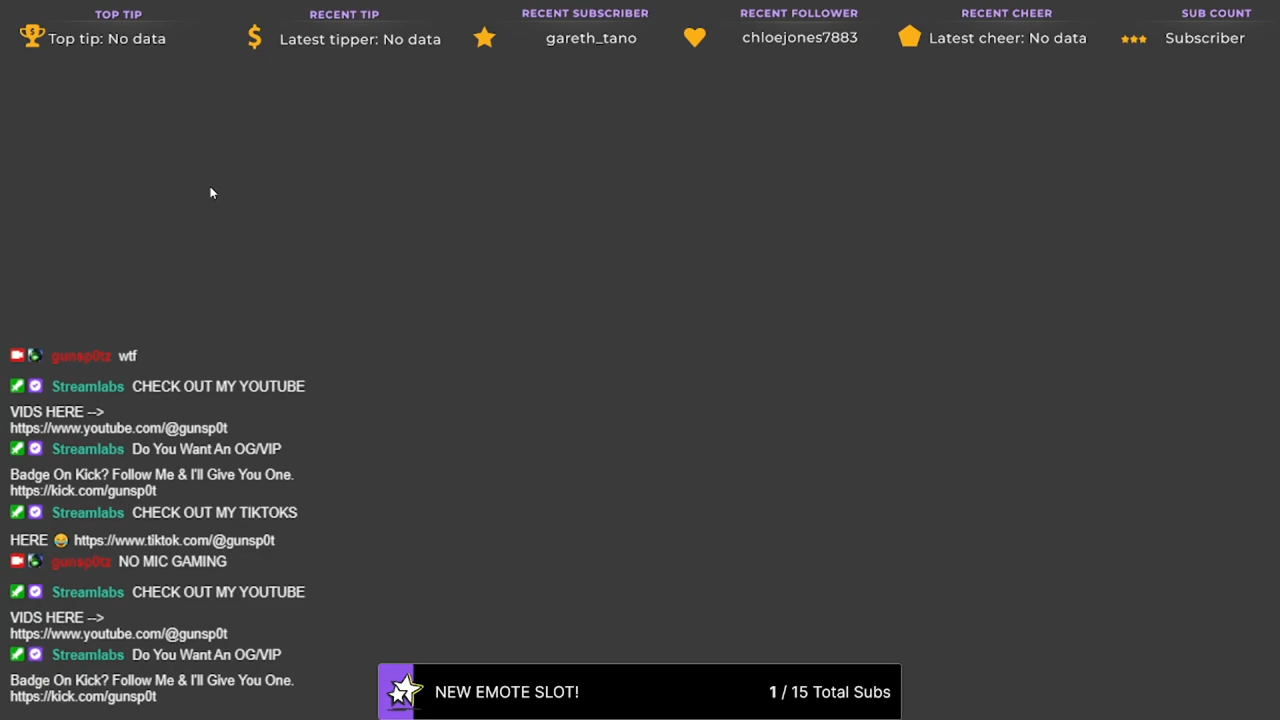 TOP TIP
Top tip: No data
RECENT TIP
Latest tipper: No data
RECENT SUBSCRIBER
gareth_tano
RECENT FOLLOWER
chloejones7883
RECENT CHEER
Latest cheer: No data
SUB COUNT
Subscriber
gunsp0tz wtf
Streamlabs CHECK OUT MY YOUTUBE
VIDS HERE -->
https://www.youtube.com/@gunsp0t
Streamlabs Do You Want An OG/VIP
Badge On Kick? Follow Me & I'll Give You One.
https://kick.com/gunsp0t
Streamlabs CHECK OUT MY TIKTOKS
HERE 😂 https://www.tiktok.com/@gunsp0t
gunsp0tz NO MIC GAMING
Streamlabs CHECK OUT MY YOUTUBE
VIDS HERE -->
https://www.youtube.com/@gunsp0t
Streamlabs Do You Want An OG/VIP
Badge On Kick? Follow Me & I'll Give You One.
https://kick.com/gunsp0t
NEW EMOTE SLOT!
1 / 15 Total Subs